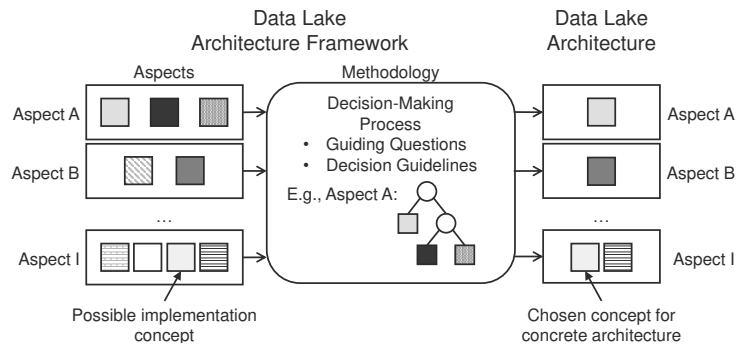 Data Lake
Architecture Framework
Data Lake
Architecture
Aspects
Methodology
Aspect A
Aspect B
...
Aspect I
Decision-Making
Process
• Guiding Questions
• Decision Guidelines
E.g., Aspect A:
Aspect A
Aspect B
...
Aspect I
Possible implementation
concept
Chosen concept for
concrete architecture